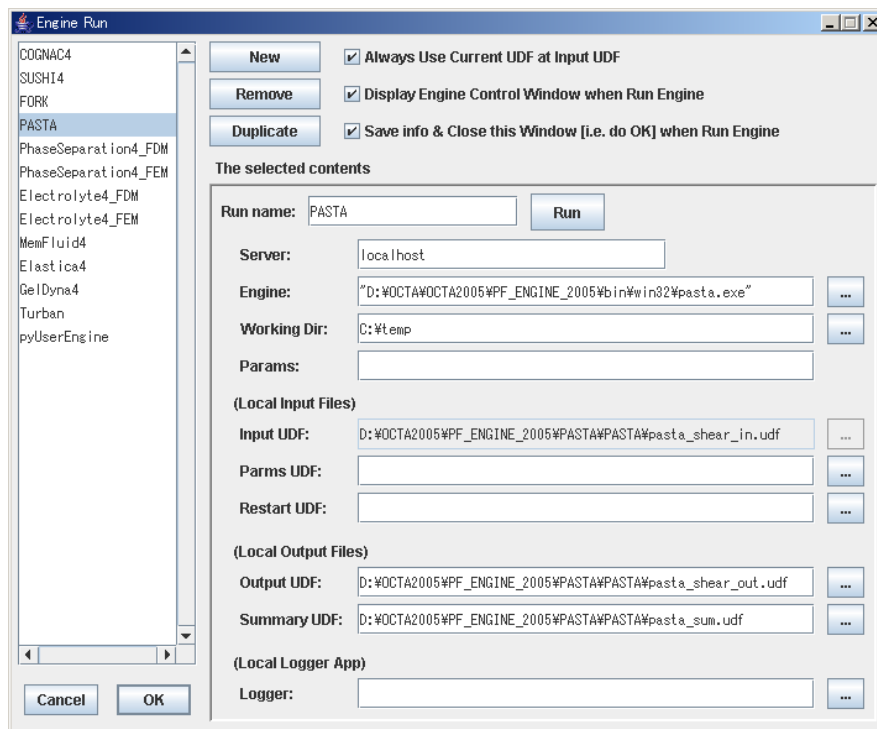 Engine Run
COGNAC4
SUSHI4
FORK
PASTA
PhaseSeparation4_FDM
PhaseSeparation4_FEM
Electrolyte4_FDM
Electrolyte4_FEM
MemFluid4
Elastica4
GelDyna4
Turban
pyUserEngine
Cancel
OK
New
Always Use Current UDF at Input UDF
Remove
Display Engine Control Window when Run Engine
Duplicate
Save info & Close this Window [i.e. do OK] when Run Engine
The selected contents
Run name: PASTA Run
Server: localhost
Engine: "D:¥OCTA¥OCTA2005¥PF_ENGINE_2005¥bin¥win32¥pasta.exe" ...
Working Dir: C:¥temp ...
Params:
(Local Input Files)
Input UDF: D:¥OCTA2005¥PF_ENGINE_2005¥PASTA¥PASTA¥pasta_shear_in.udf ...
Parms UDF: ...
Restart UDF: ...
(Local Output Files)
Output UDF: D:¥OCTA2005¥PF_ENGINE_2005¥PASTA¥PASTA¥pasta_shear_out.udf ...
Summary UDF: D:¥OCTA2005¥PF_ENGINE_2005¥PASTA¥PASTA¥pasta_sum.udf ...
(Local Logger App)
Logger: ...